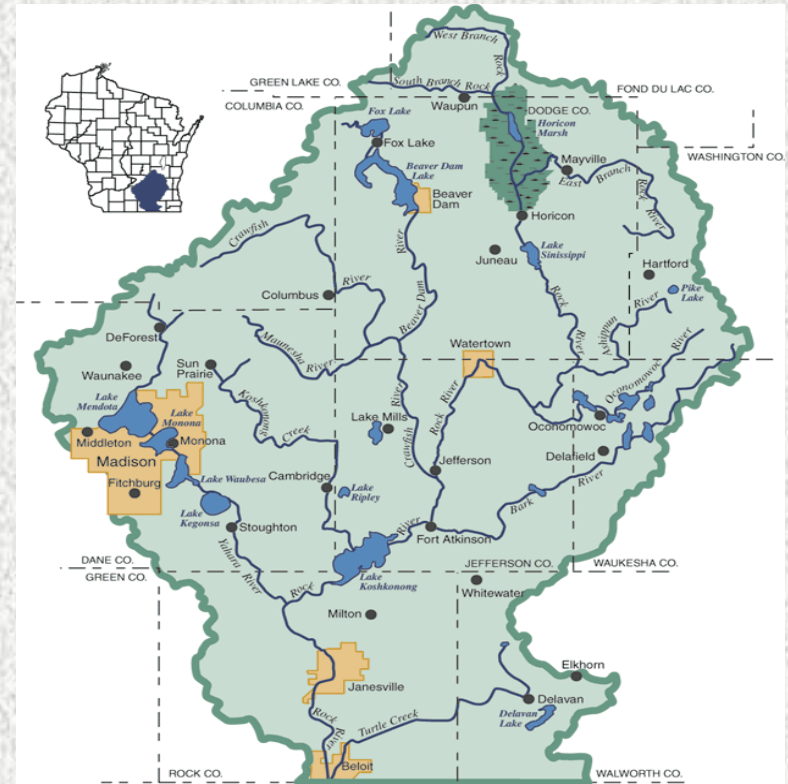 West Branch
Rock
GREEN LAKE CO.
South Branch Rock
FOND DU LAC CO.
COLUMBIA CO.
Waupun
DODGE CO.
Fox Lake
Horicon
Marsh
Fox Lake
WASHINGTON CO.
Mayville
Beaver Dam
Lake
East Branch
Rock
River
Beaver
Dam
Horicon
Crawfish
River
Lake
Sinissippi
Juneau
Hartford
River
Columbus
Beaver Dam
Rock
River
Pike
Lake
River
Ashippun
DeForest
Maunesha
River
Watertown
River
Sun
Prairie
Waunakee
Oconomowoc
Lake
Mendota
Koshkonong
Creek
River
Rock River
Lake
Monona
Lake Mills
Crawfish
Oconomowoc
Middleton
Monona
Madison
Jefferson
Delafield
Fitchburg
Lake Waubesa
Cambridge
Lake
Ripley
Bark
River
Lake
Kegonsa
Stoughton
River
Fort Atkinson
Yahara River
DANE CO.
JEFFERSON CO.
WAUKESHA CO.
GREEN CO.
Rock
Lake
Koshkonong
Whitewater
Milton
Elkhorn
Janesville
Delavan
Rock
River
Turtle Creek
Delavan
Lake
Beloit
ROCK CO.
WALWORTH CO.